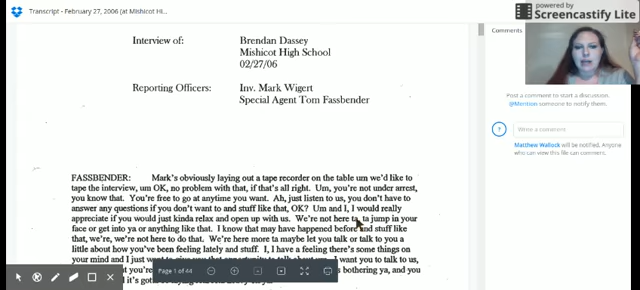 Transcript - February 27, 2006 (at Mishicot Hi...
powered by
Screencastify Lite
Comments
Interview of: Brendan Dassey
Mishicot High School
02/27/06
Reporting Officers: Inv. Mark Wigert
Special Agent Tom Fassbender
Post a comment to start a discussion.
@Mention someone to notify them.
?
Write a comment
Matthew Wallock will be notified. Anyone
who can view this file can comment.
FASSBENDER: Mark's obviously laying out a tape recorder on the table um we'd like to
tape the interview, um OK, no problem with that, if that's all right. Um, you're not under arrest,
you know that. You're free to go at anytime you want. Ah, just listen to us, you don't have to
answer any questions if you don't want to and stuff like that, OK? Um and I, I would really
appreciate if you would just kinda relax and open up with us. We're not here ta, ta jump in your
face or get into ya or anything like that. I know that may have happened before and stuff like
that, we're, we're not here to do that. We're here more ta maybe let you talk or talk to you a
little about how you've been feeling lately and stuff. I, I have a feeling there's some things on
your mind and I just want you to talk to us,
Page 1 of 44
bothering ya, and you